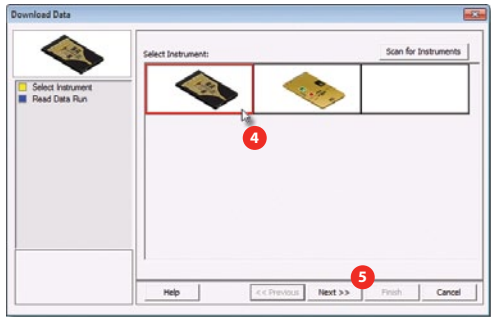 Download Data
Select Instrument:
Scan for Instruments
Select Instrument
Read Data Run
4
5
Help
<< Previous
Next >>
Finish
Cancel